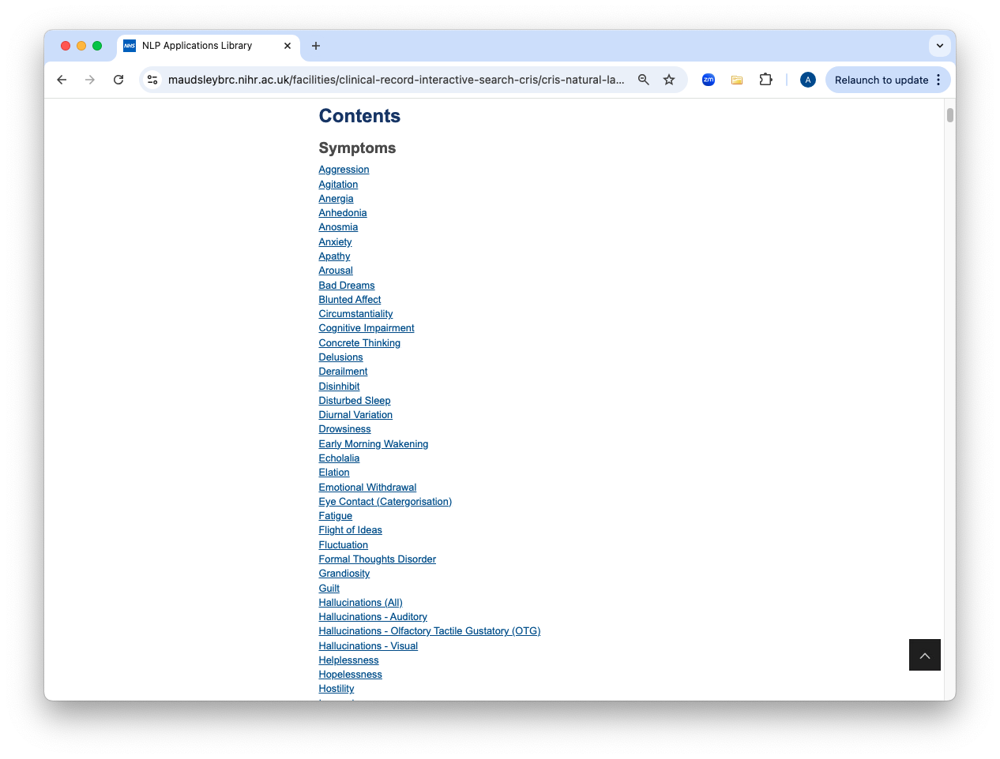 NHS NLP Applications Library
maudsleybrc.nihr.ac.uk/facilities/clinical-record-interactive-search-cris/cris-natural-la...
zm
A
Relaunch to update
Contents
Symptoms
Aggression
Agitation
Anergia
Anhedonia
Anosmia
Anxiety
Apathy
Arousal
Bad Dreams
Blunted Affect
Circumstantiality
Cognitive Impairment
Concrete Thinking
Delusions
Derailment
Disinhibit
Disturbed Sleep
Diurnal Variation
Drowsiness
Early Morning Wakening
Echolalia
Elation
Emotional Withdrawal
Eye Contact (Catergorisation)
Fatigue
Flight of Ideas
Fluctuation
Formal Thoughts Disorder
Grandiosity
Guilt
Hallucinations (All)
Hallucinations - Auditory
Hallucinations - Olfactory Tactile Gustatory (OTG)
Hallucinations - Visual
Helplessness
Hopelessness
Hostility